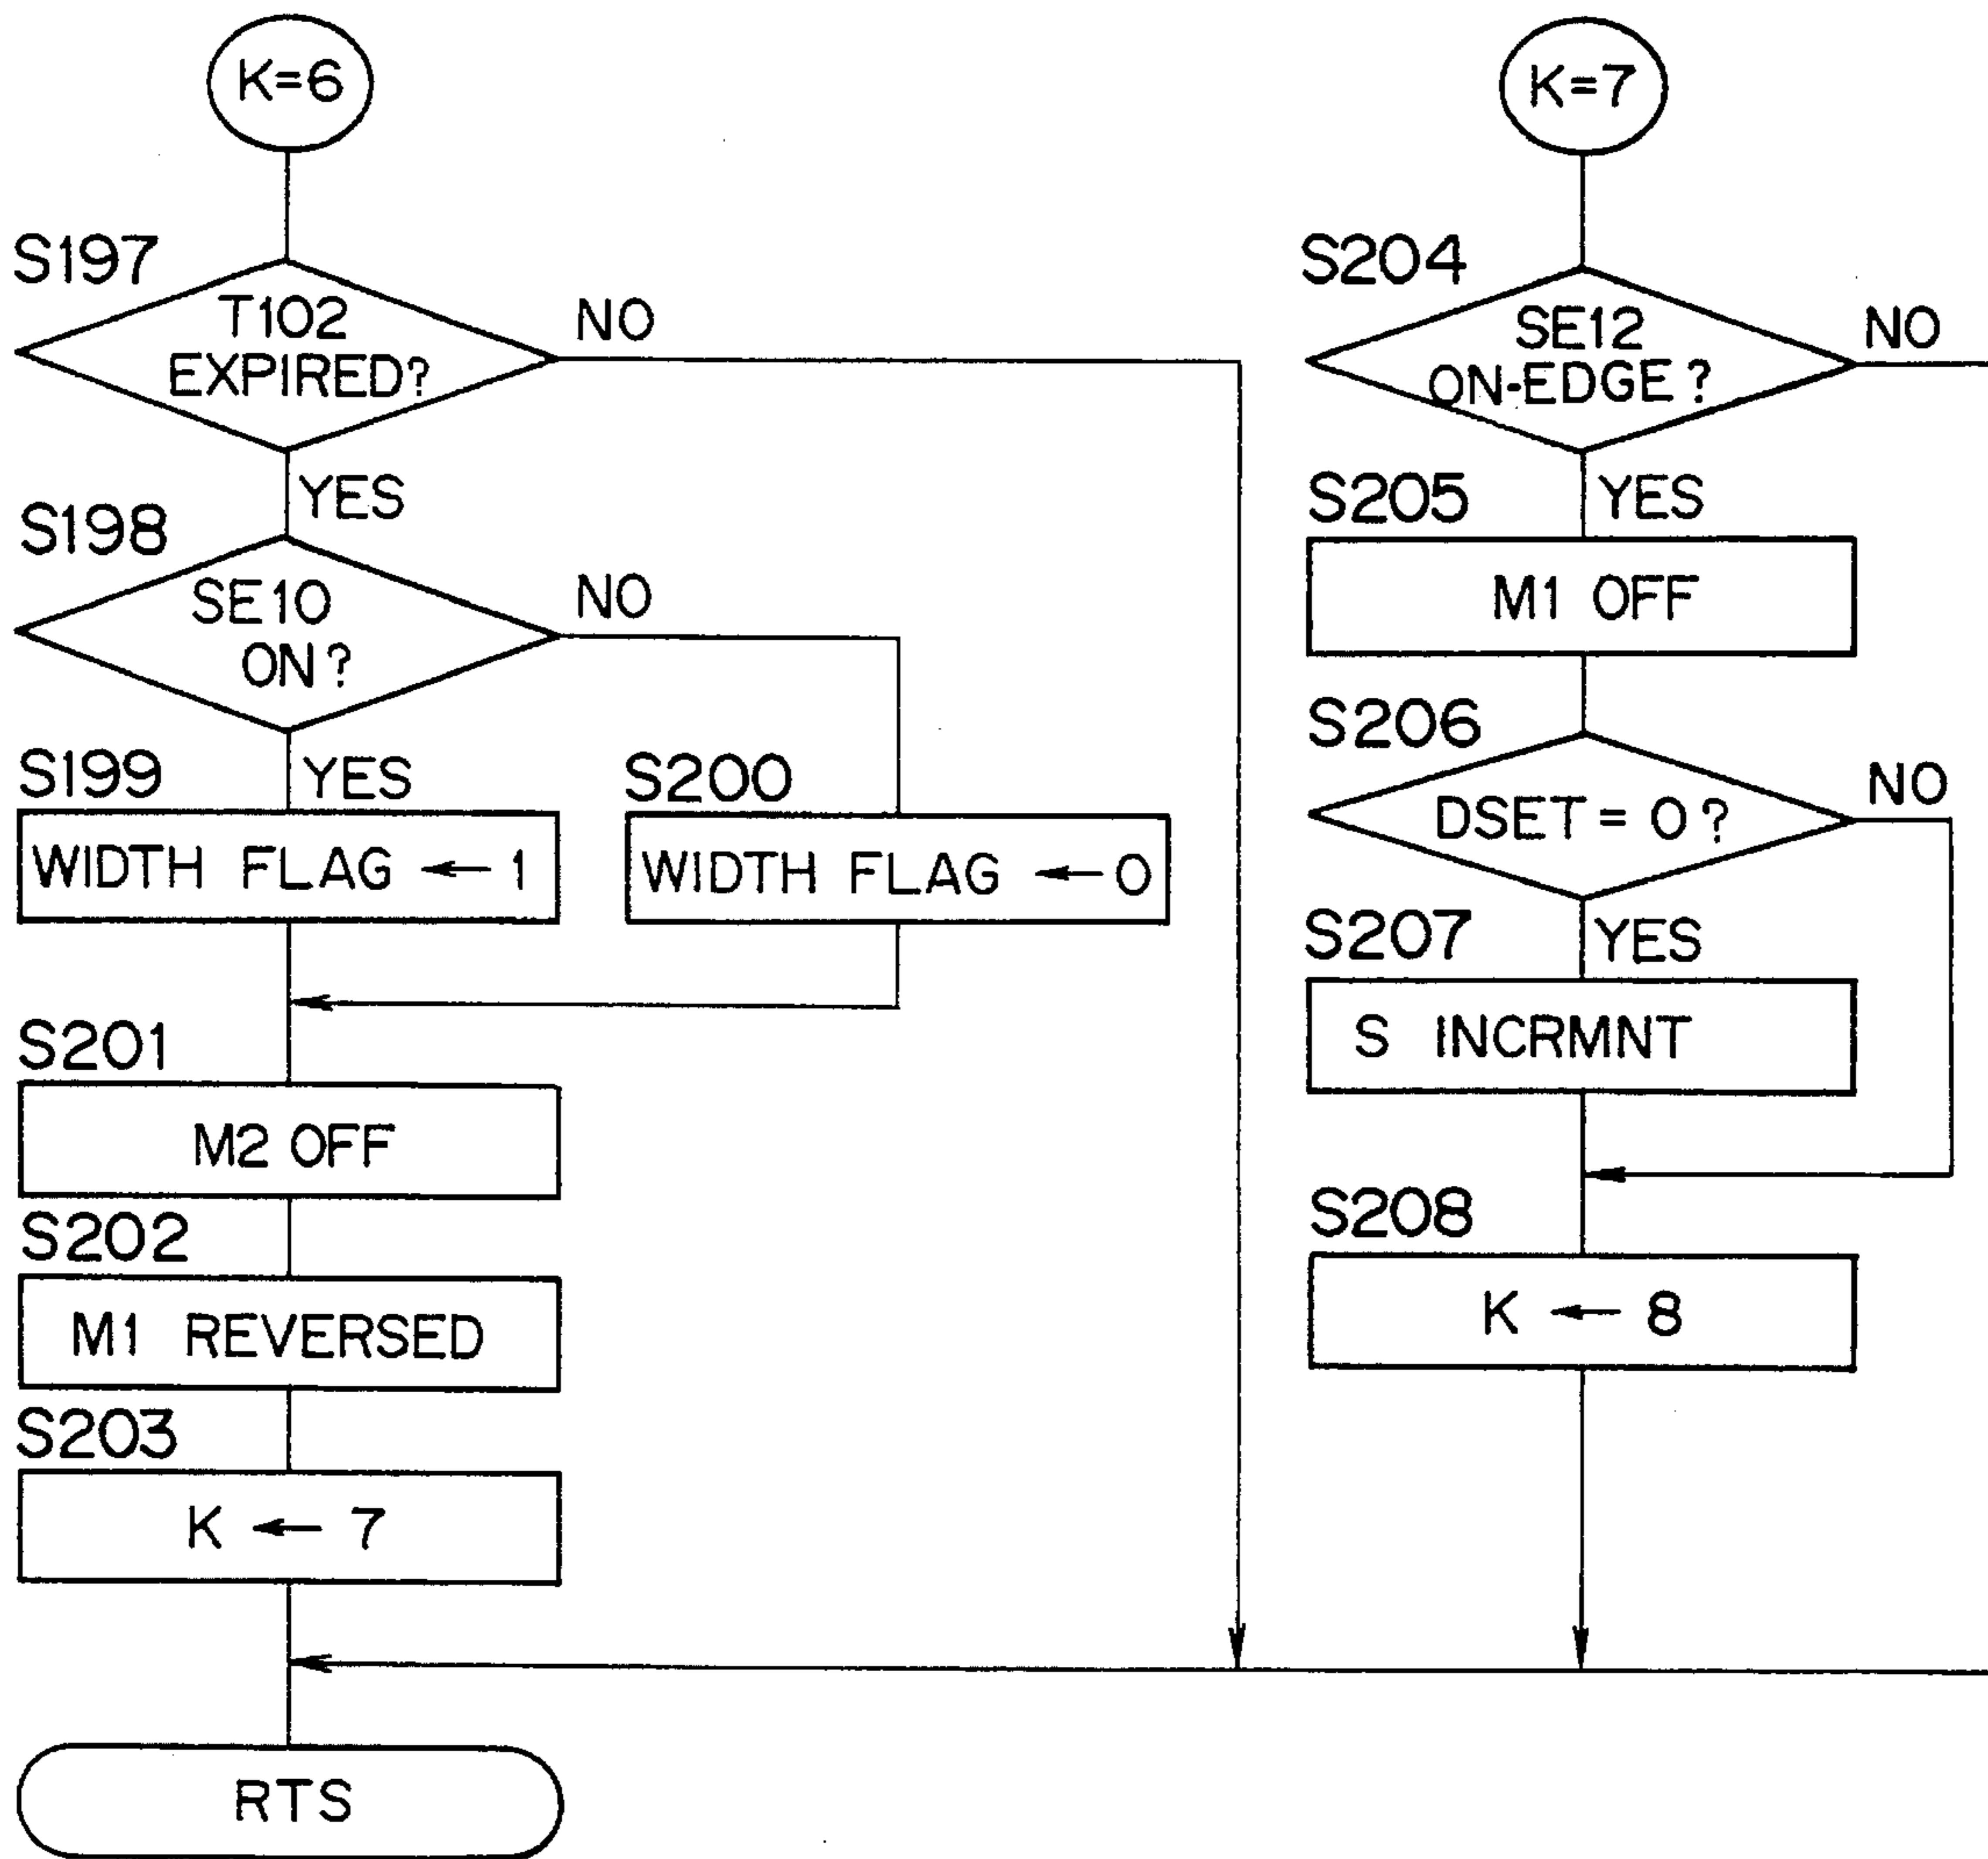 K=6
S197
T102
EXPIRED?
NO
YES
S198
SE10
ON?
NO
S199
YES
WIDTH FLAG ← 1
S200
WIDTH FLAG ← 0
S201
M2 OFF
S202
M1 REVERSED
S203
K ← 7
RTS
K=7
S204
SE12
ON-EDGE?
NO
S205
YES
M1 OFF
S206
DSET = 0?
NO
S207
YES
S INCRMNT
S208
K ← 8